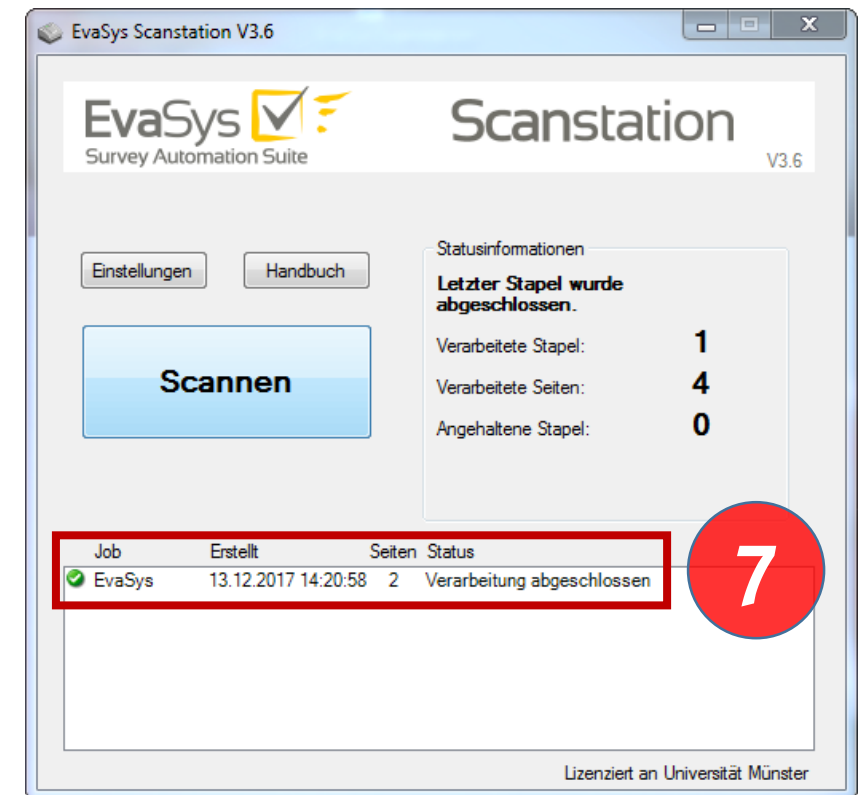 EvaSys Scanstation V3.6
EvaSys Scanstation
Survey Automation Suite V3.6
Einstellungen Handbuch
Scannen
Statusinformationen
Letzter Stapel wurde
abgeschlossen.
Verarbeitete Stapel: 1
Verarbeitete Seiten: 4
Angehaltene Stapel: 0
Job Erstellt Seiten Status
EvaSys 13.12.2017 14:20:58 2 Verarbeitung abgeschlossen
7
Lizenziert an Universität Münster